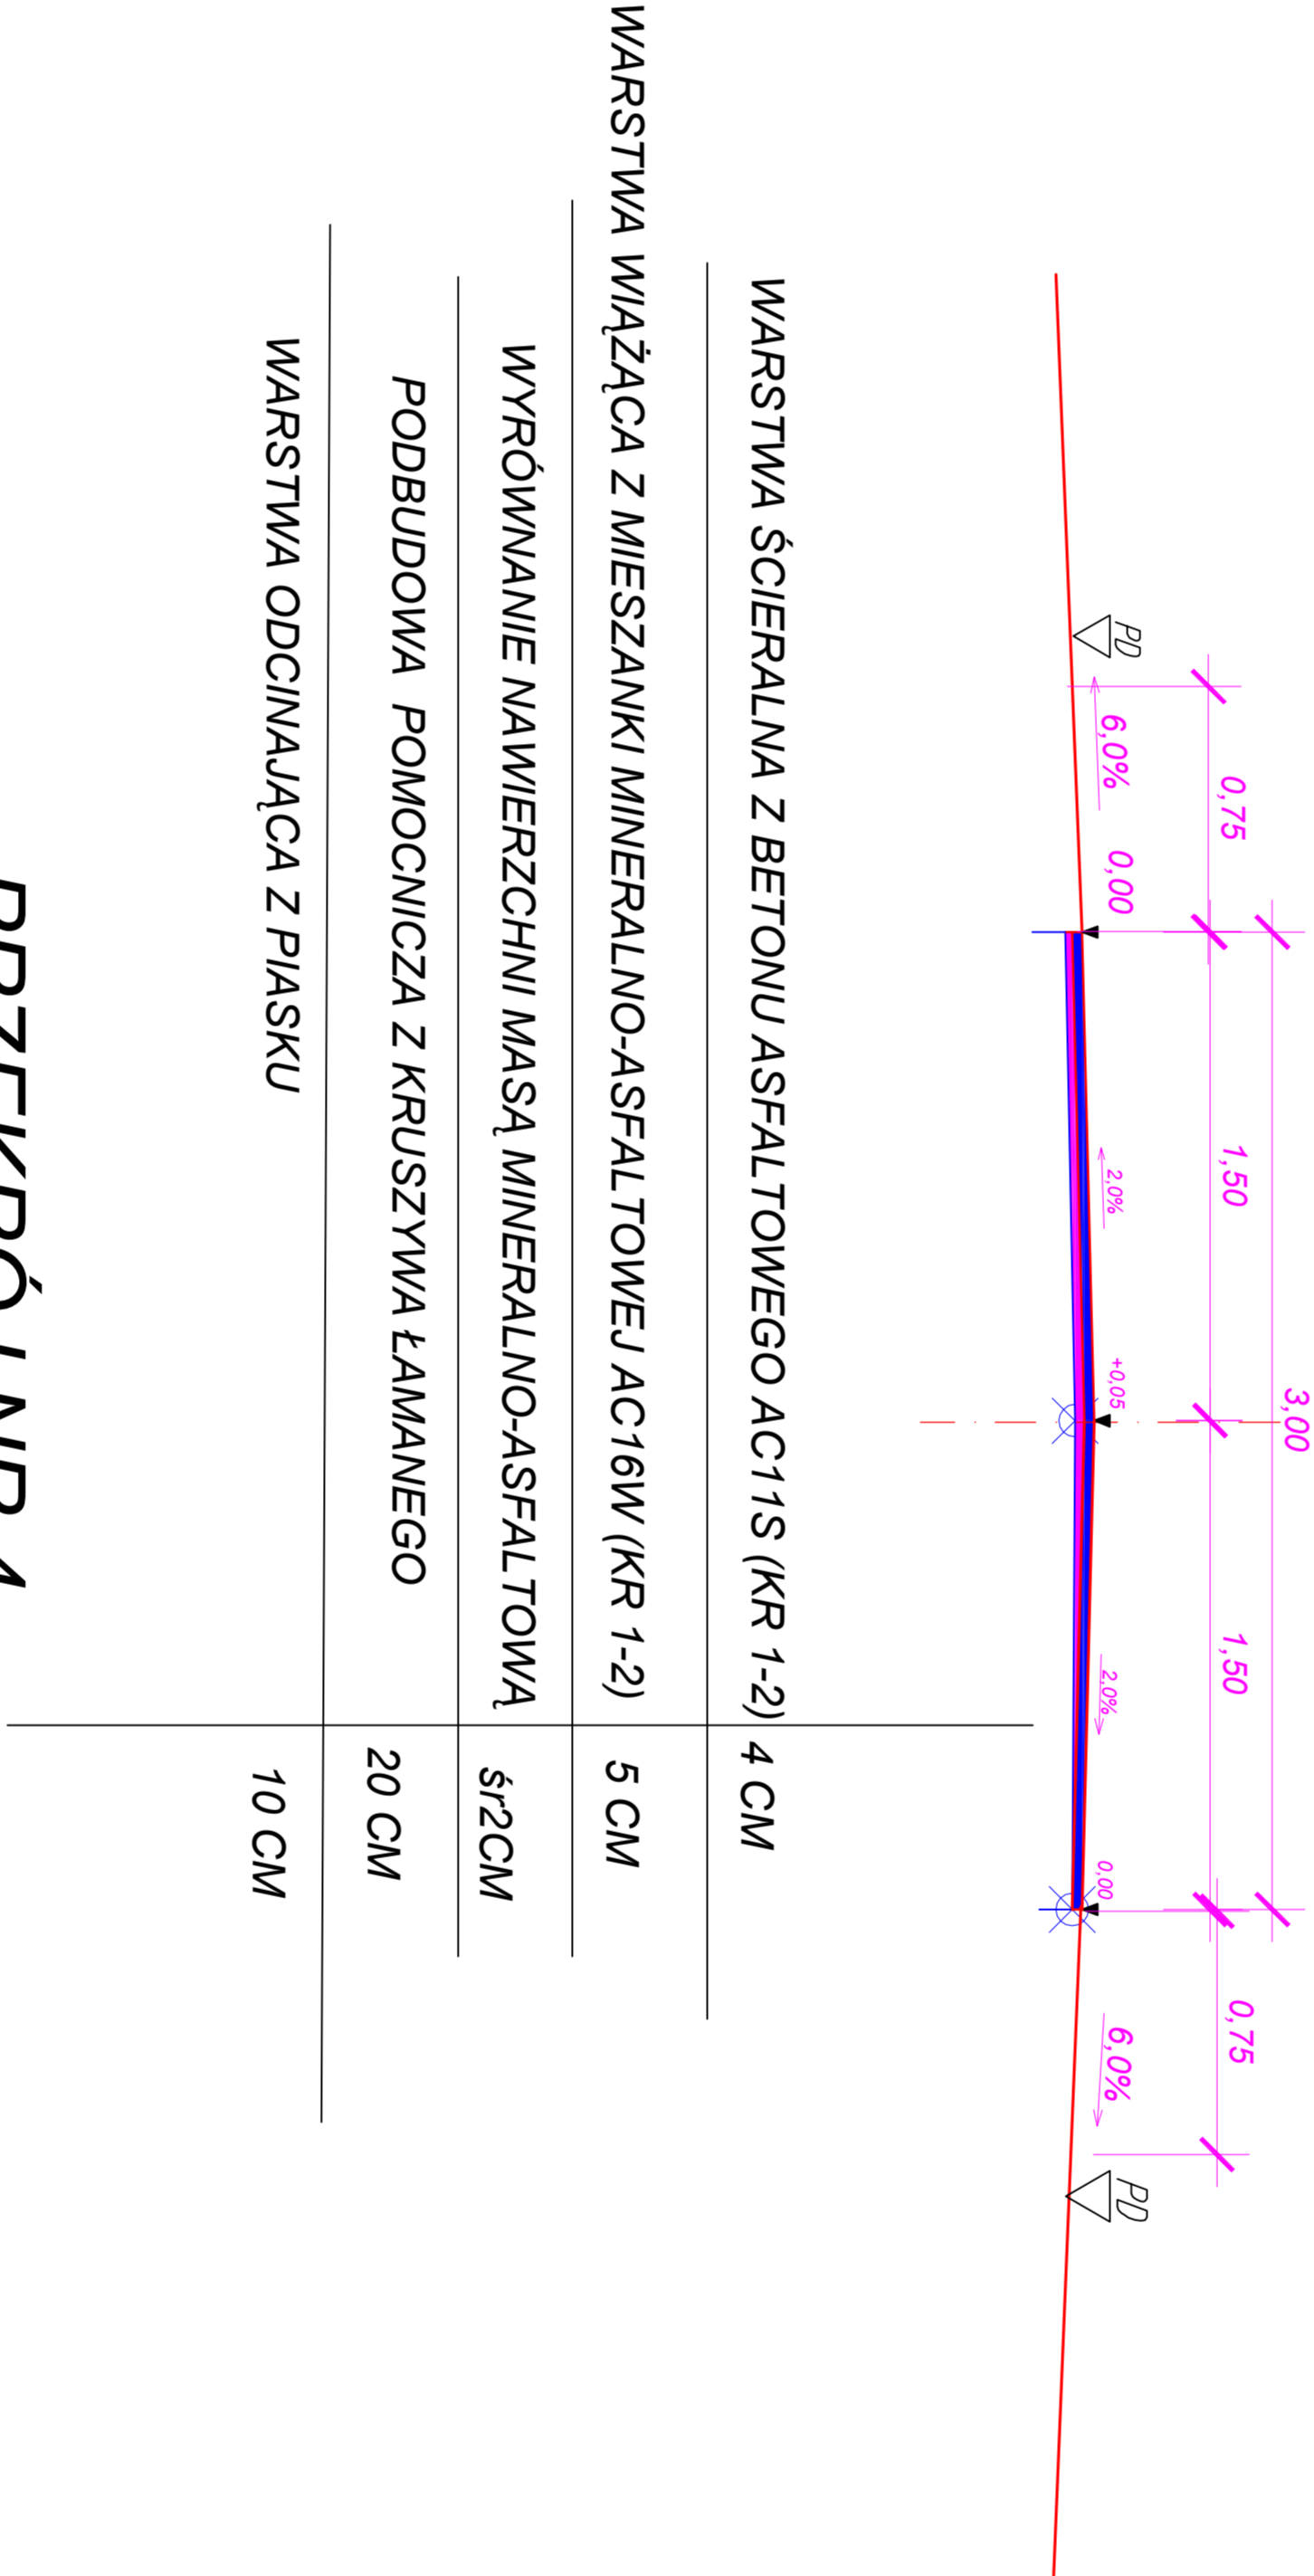 3,00
0,75
1,50
1,50
0,75
PD
6,0%
0,00
2,0%
+0,05
2,0%
0,00
6,0%
PD
WARSTWA ŚCIERALNA Z BETONU ASFALTOWEGO AC11S (KR 1-2) 4 CM
WARSTWA WIĄŻĄCA Z MIESZANKI MINERALNO-ASFALTOWEJ AC16W (KR 1-2) 5 CM
WYRÓWNANIE NAWIERZCHNI MASĄ MINERALNO-ASFALTOWĄ śr2CM
PODBUDOWA POMOCNICZA Z KRUSZYWA ŁAMANEGO 20 CM
WARSTWA ODCINAJĄCA Z PIASKU 10 CM